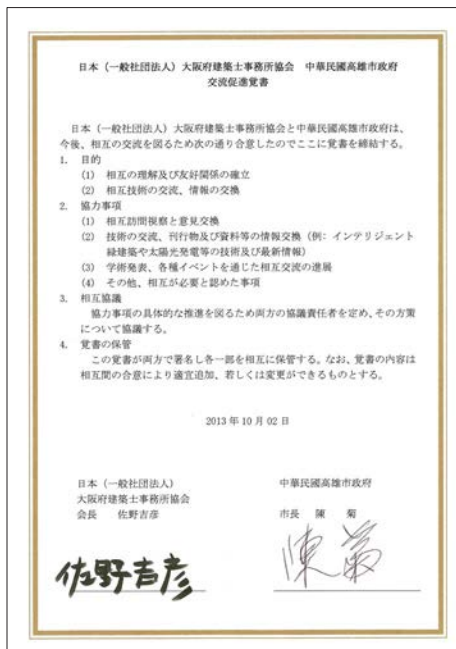 日本（一般社団法人）大阪府建築士事務所協会　中華民國高雄市政府
交流促進覚書
日本（一般社団法人）大阪府建築士事務所協会と中華民國高雄市政府は、
今後、相互の交流を図るため次の通り合意したのでここに覚書を締結する。
1.　目的
(1)　相互の理解及び友好関係の確立
(2)　相互技術の交流、情報の交換
2.　協力事項
(1)　相互訪問視察と意見交換
(2)　技術の交流、刊行物及び資料等の情報交換（例：インテリジェント
緑建築や太陽光発電等の技術及び最新情報）
(3)　学術発表、各種イベントを通じた相互交流の進展
(4)　その他、相互が必要と認めた事項
3.　相互協議
協力事項の具体的な推進を図るため両方の協議責任者を定め、その方策
について協議する。
4.　覚書の保管
この覚書が両方で署名し各一部を相互に保管する。なお、覚書の内容は
相互間の合意により適宜追加、若しくは変更ができるものとする。
2013年10月02日
日本（一般社団法人）
大阪府建築士事務所協会
会長　佐野吉彦
佐野吉彦
中華民國高雄市政府
市長　陳　菊
陳菊